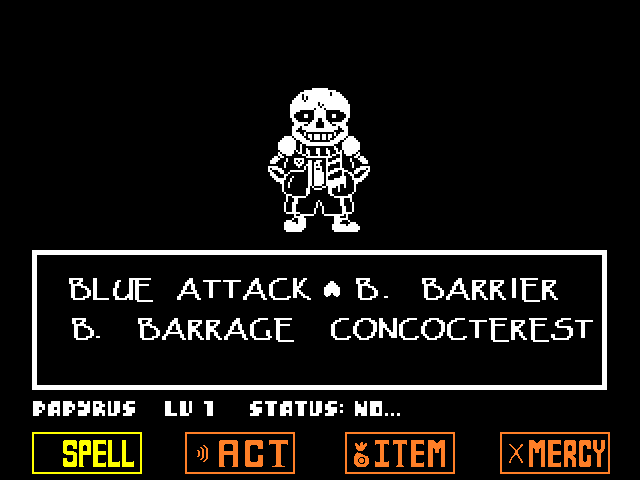 BLUE ATTACK B. BARRIER
B. BARRAGE CONCOCTEREST
PAPYRUS LV 1 STATUS: NO...
SPELL ACT ITEM MERCY